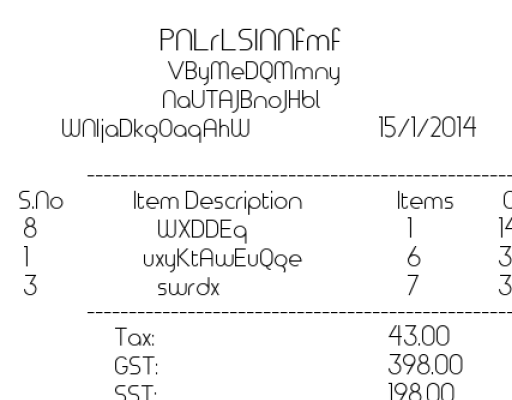 PNLrLSINNfmf
VByMeDQMmny
NaUTAJBnoJHbl
WNIjaDkqOaqAhW 15/1/2014
S.No Item Description Items
8 WXDDEq 1
1 uxyKtAwEuQqe 6
3 swrdx 7
Tax: 43.00
GST: 398.00
SST: 198.00